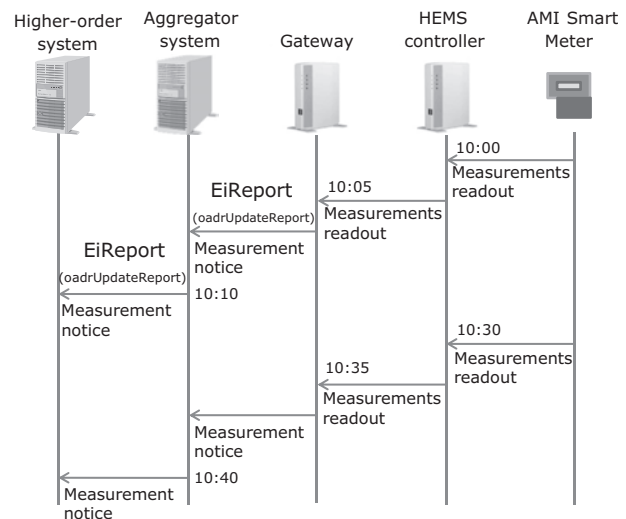 Higher-order
system
Aggregator
system
Gateway
HEMS
controller
AMI Smart
Meter
10:00
Measurements
readout
10:05
Measurements
readout
EiReport
(oadrUpdateReport)
Measurement
notice
EiReport
(oadrUpdateReport)
10:10
Measurement
notice
10:30
Measurements
readout
10:35
Measurements
readout
Measurement
notice
10:40
Measurement
notice